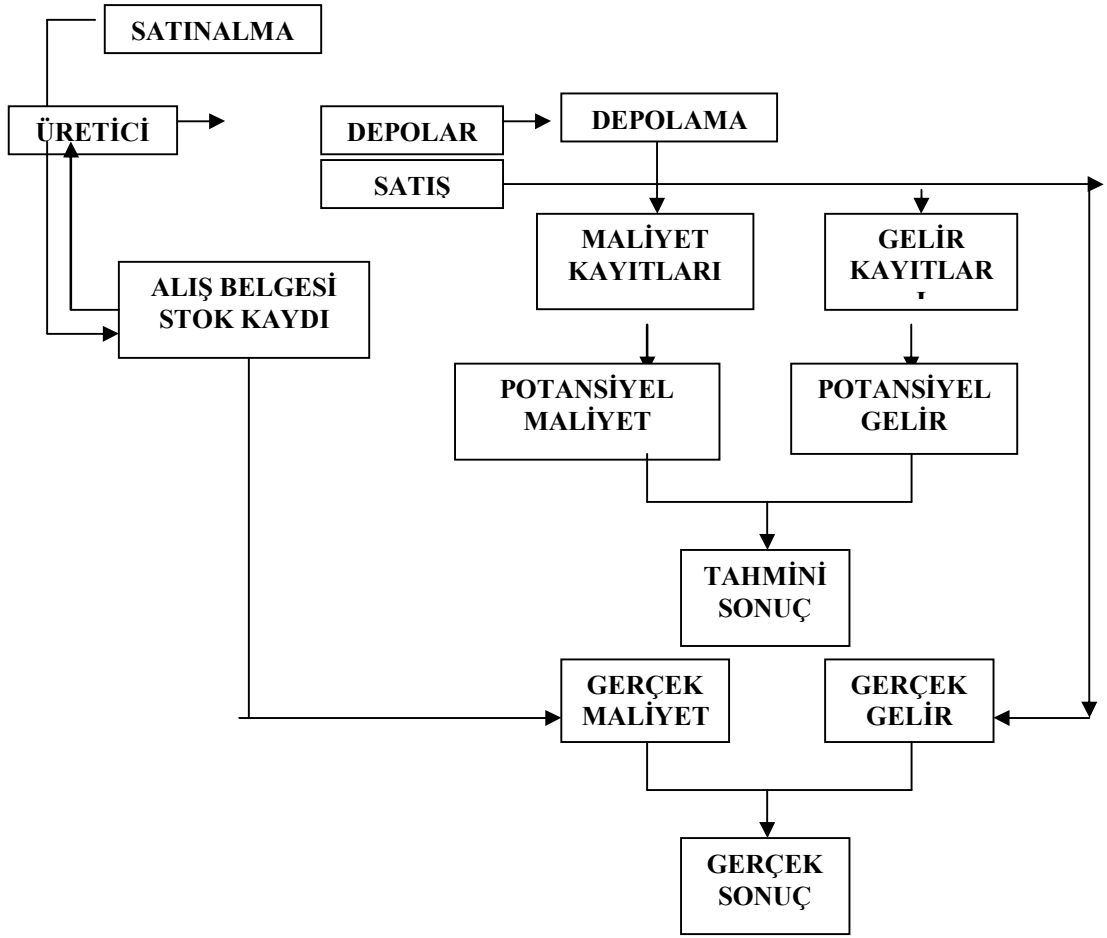 SATINALMA
ÜRETİCİ
DEPOLAR
DEPOLAMA
SATIŞ
MALİYET
KAYITLARI
GELİR
KAYITLAR
I
ALIŞ BELGESİ
STOK KAYDI
POTANSİYEL
MALİYET
POTANSİYEL
GELİR
TAHMİNİ
SONUÇ
GERÇEK
MALİYET
GERÇEK
GELİR
GERÇEK
SONUÇ